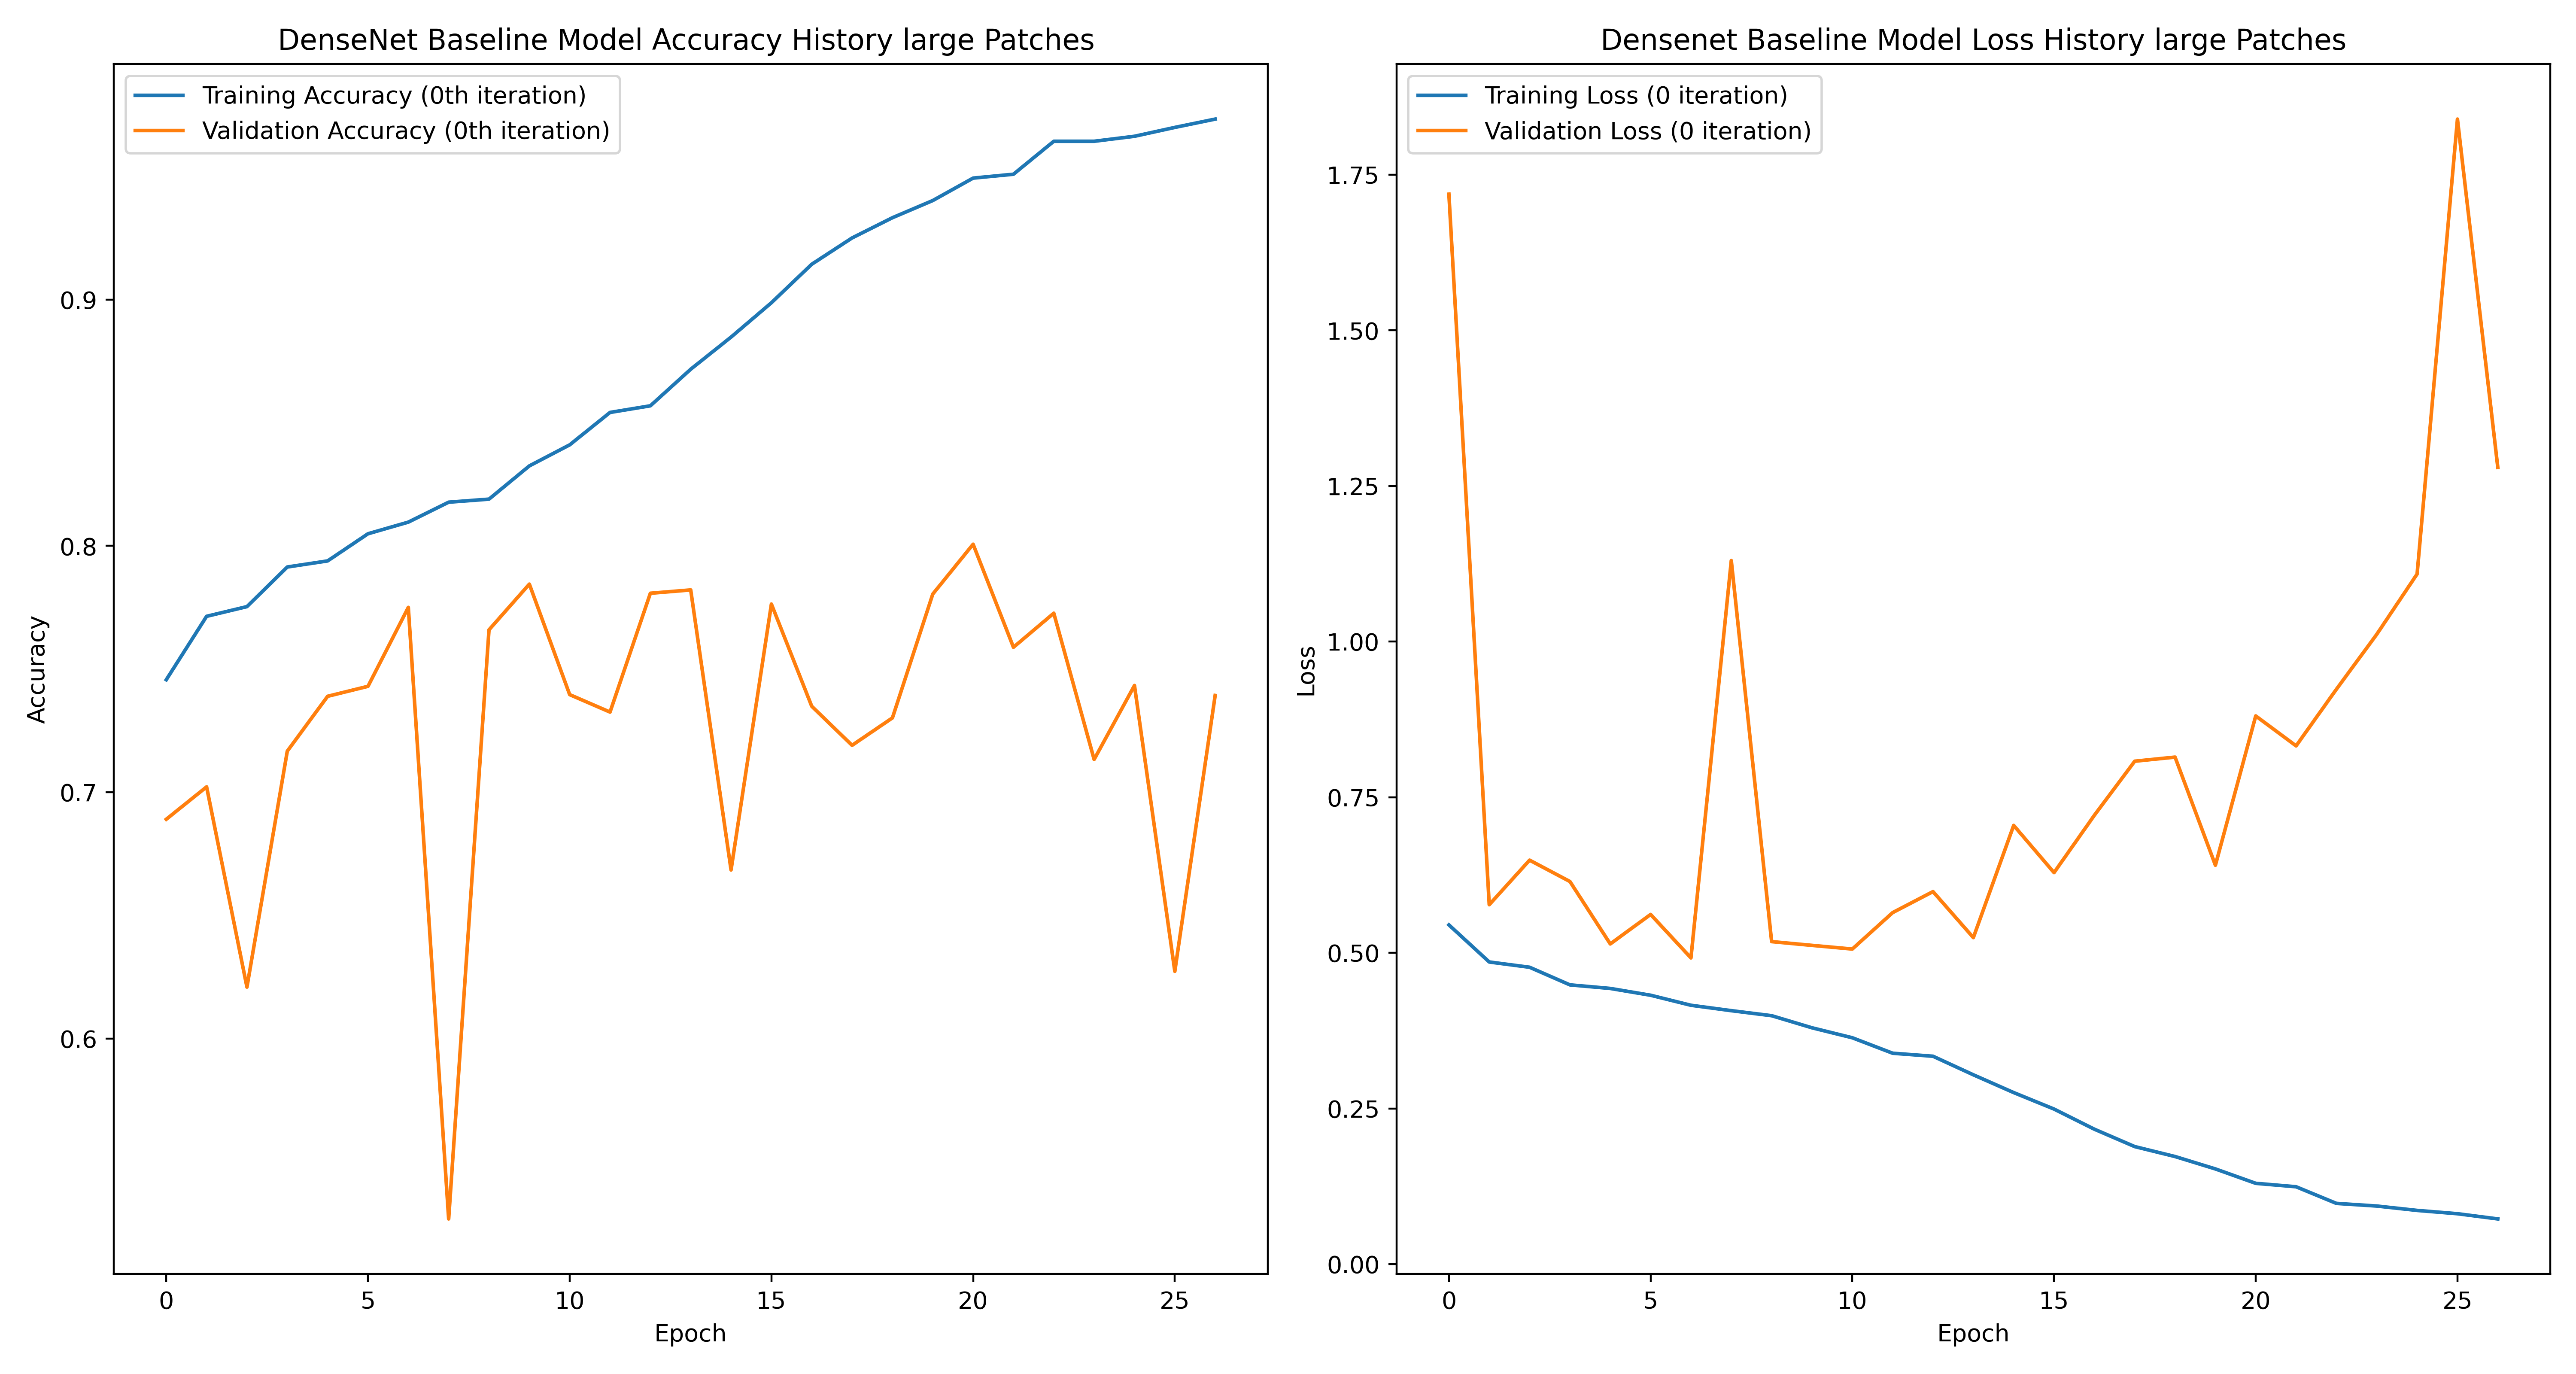 DenseNet Baseline Model Accuracy History large Patches
Training Accuracy (0th iteration)
Validation Accuracy (0th iteration)
0.9
0.8
0.7
0.6
Accuracy
0 5 10 15 20 25
Epoch
Densenet Baseline Model Loss History large Patches
Training Loss (0 iteration)
Validation Loss (0 iteration)
1.75
1.50
1.25
1.00
0.75
0.50
0.25
0.00
Loss
0 5 10 15 20 25
Epoch